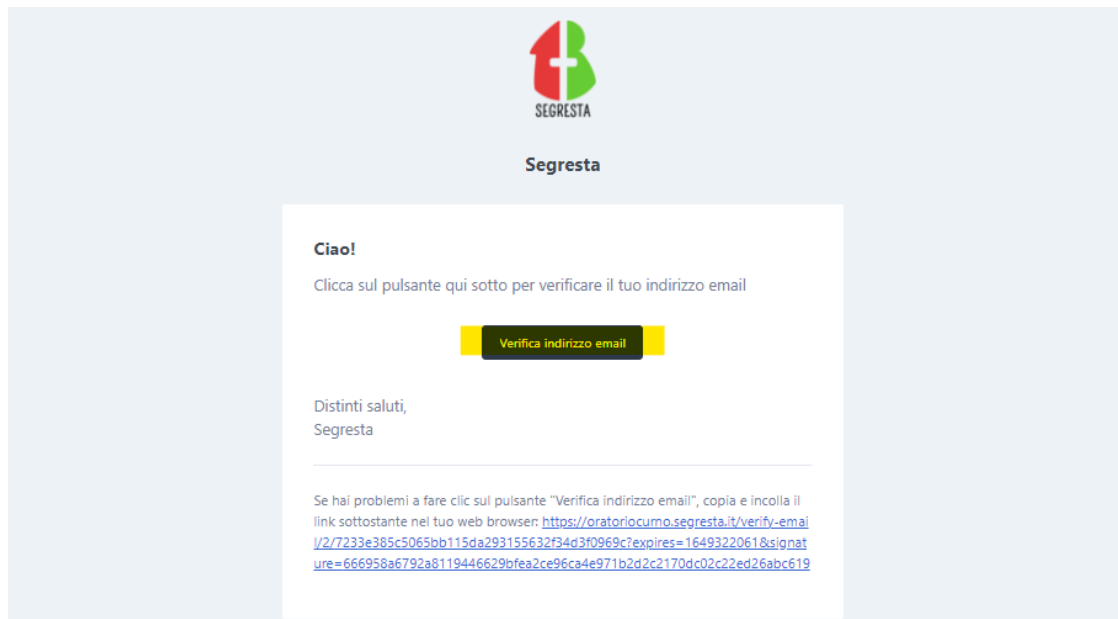 SEGRESTA
Segresta
Ciao!
Clicca sul pulsante qui sotto per verificare il tuo indirizzo email
Verifica indirizzo email
Distinti saluti,
Segresta
Se hai problemi a fare clic sul pulsante "Verifica indirizzo email", copia e incolla il
link sottostante nel tuo web browser: https://oratoriocurno.segresta.it/verify-emai
l/2/7233e385c5065bb115da293155632f34d3f0969c?expires=1649322061&signat
ure=666958a6792a8119446629bfea2ce96ca4e971b2d2c2170dc02c22ed26abc619